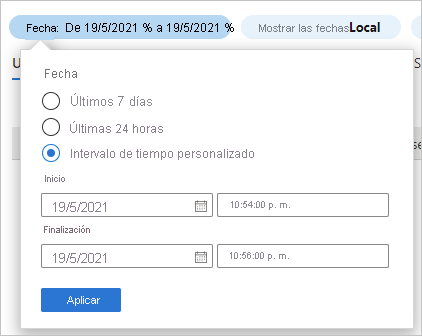 Fecha: De 19/5/2021 % a 19/5/2021 %
Mostrar las fechas Local
Fecha
Últimos 7 días
Últimas 24 horas
Intervalo de tiempo personalizado
Inicio
19/5/2021
10:54:00 p. m.
Finalización
19/5/2021
10:56:00 p. m.
Aplicar